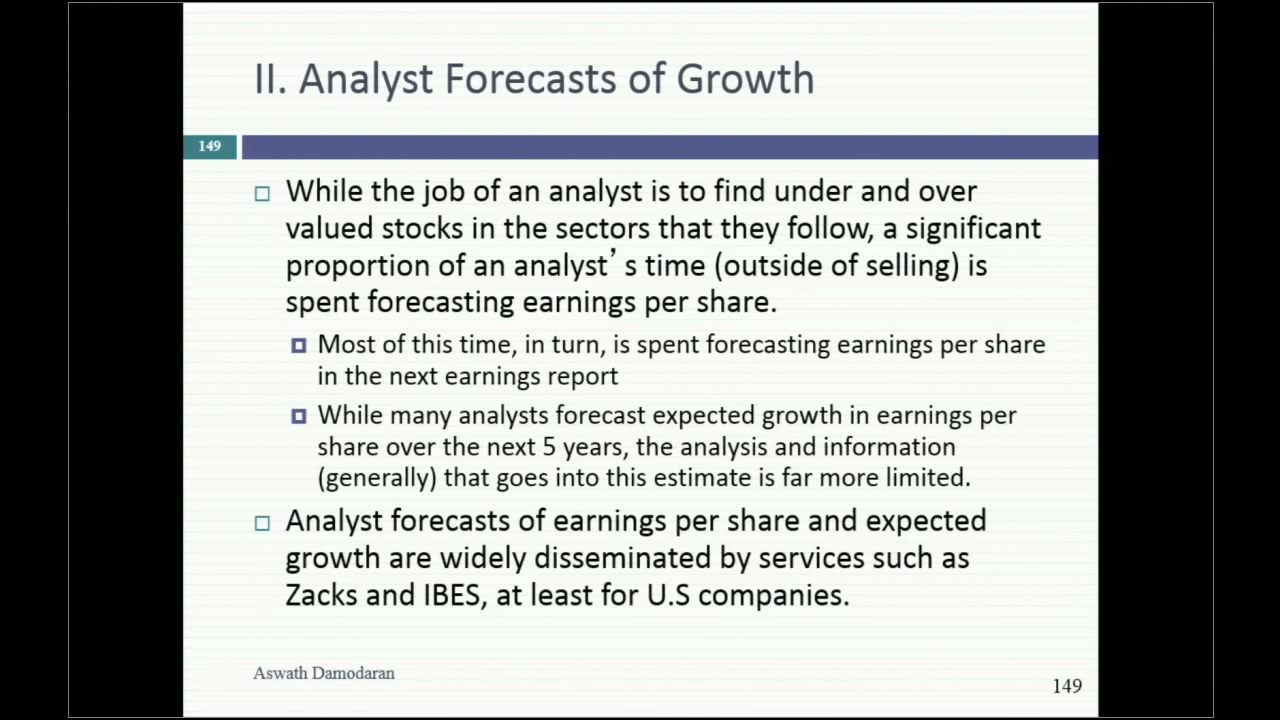 II. Analyst Forecasts of Growth
149
While the job of an analyst is to find under and over
valued stocks in the sectors that they follow, a significant
proportion of an analyst’s time (outside of selling) is
spent forecasting earnings per share.
Most of this time, in turn, is spent forecasting earnings per share
in the next earnings report
While many analysts forecast expected growth in earnings per
share over the next 5 years, the analysis and information
(generally) that goes into this estimate is far more limited.
Analyst forecasts of earnings per share and expected
growth are widely disseminated by services such as
Zacks and IBES, at least for U.S companies.
Aswath Damodaran
149